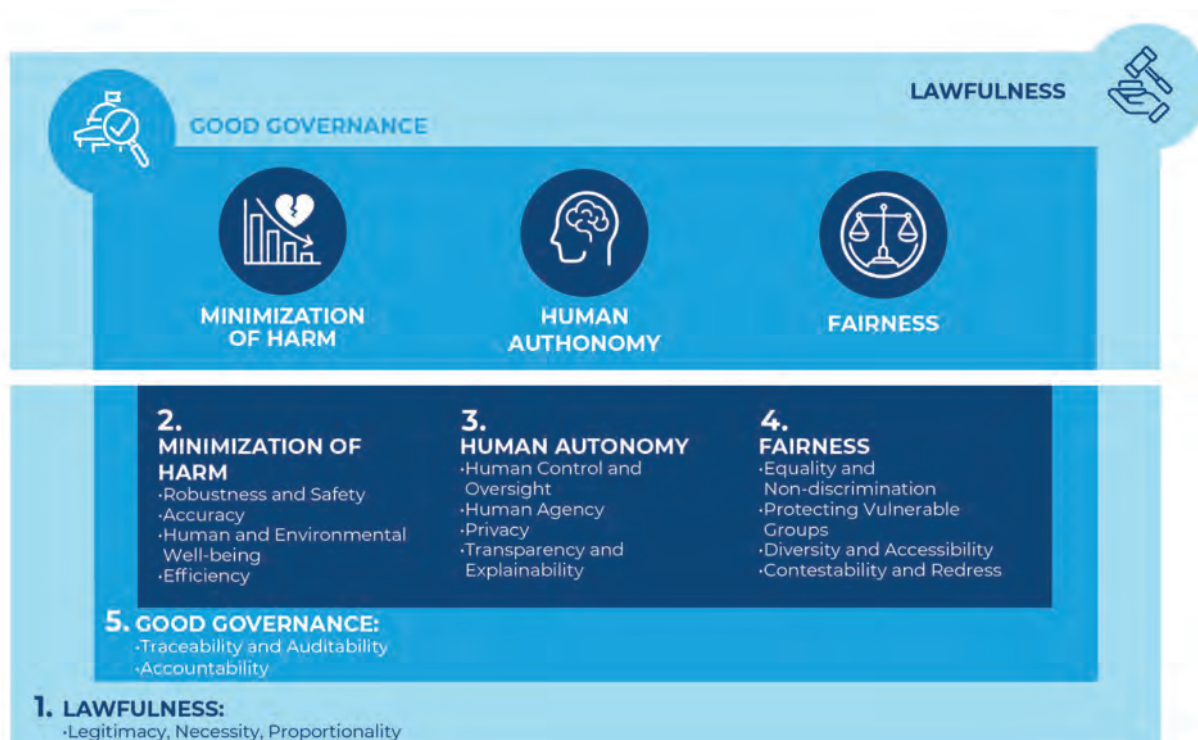 LAWFULNESS
GOOD GOVERNANCE
MINIMIZATION
OF HARM
HUMAN
AUTHONOMY
FAIRNESS
2.
MINIMIZATION OF
HARM
·Robustness and Safety
·Accuracy
·Human and Environmental
Well-being
·Efficiency
3.
HUMAN AUTONOMY
·Human Control and
Oversight
·Human Agency
·Privacy
·Transparency and
Explainability
4.
FAIRNESS
·Equality and
Non-discrimination
·Protecting Vulnerable
Groups
·Diversity and Accessibility
·Contestability and Redress
5. GOOD GOVERNANCE:
·Traceability and Auditability
·Accountability
1. LAWFULNESS:
·Legitimacy, Necessity, Proportionality